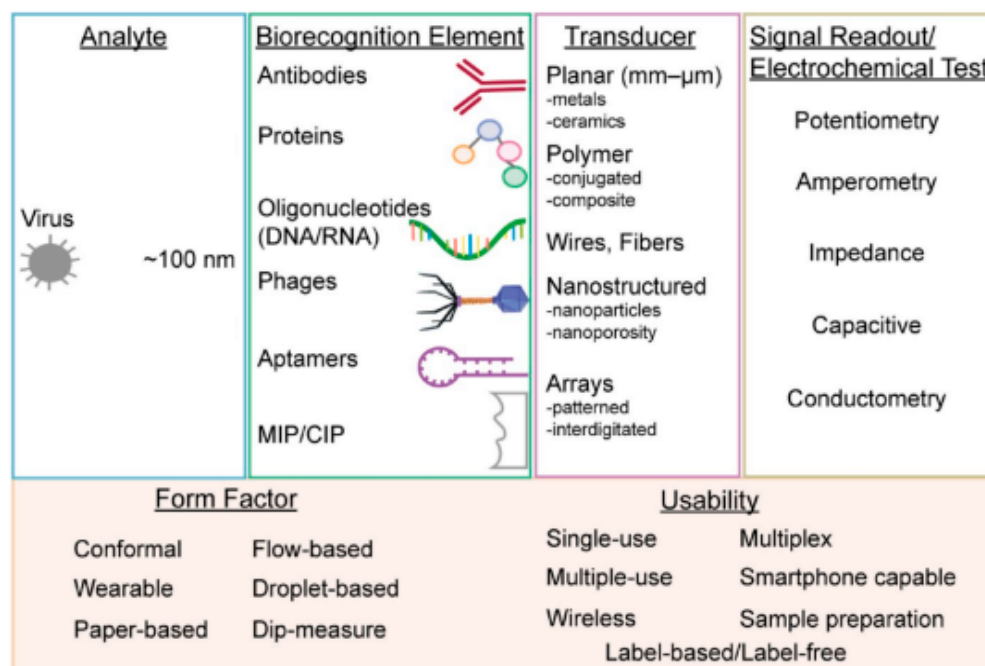 Analyte
Virus
~100 nm
Biorecognition Element
Antibodies
Proteins
Oligonucleotides
(DNA/RNA)
Phages
Aptamers
MIP/CIP
Transducer
Planar (mm–µm)
-metals
-ceramics
Polymer
-conjugated
-composite
Wires, Fibers
Nanostructured
-nanoparticles
-nanoporosity
Arrays
-patterned
-interdigitated
Signal Readout/
Electrochemical Test
Potentiometry
Amperometry
Impedance
Capacitive
Conductometry
Form Factor
Conformal
Flow-based
Wearable
Droplet-based
Paper-based
Dip-measure
Usability
Single-use
Multiplex
Multiple-use
Smartphone capable
Wireless
Sample preparation
Label-based/Label-free